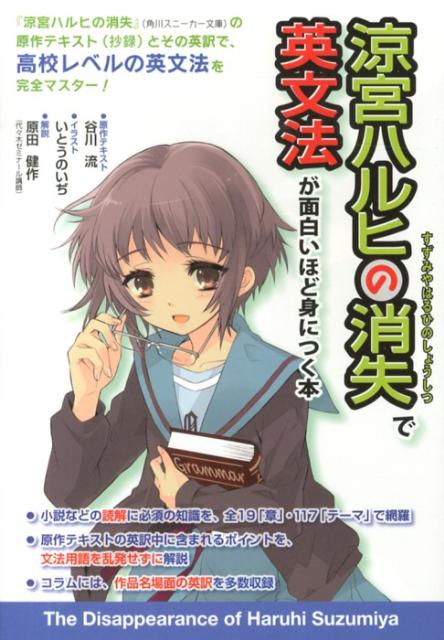 『涼宮ハルヒの消失』(角川スニーカー文庫)の
原作テキスト(抄録)とその英訳で、
高校レベルの英文法を
完全マスター!
涼宮ハルヒの消失で
すずみやはるひのしょうしつ
英文法が面白いほど身につく本
●原作テキスト
谷川 流
●イラスト
いとうのいぢ
●解説
原田 健作
(代々木ゼミナール講師)
Grammar
●小説などの読解に必須の知識を、全19「章」・117「テーマ」で網羅
●原作テキストの英訳中に含まれるポイントを、
文法用語を乱発せずに解説
●コラムには、作品名場面の英訳を多数収録
The Disappearance of Haruhi Suzumiya